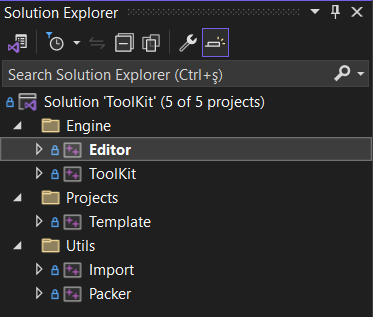 Solution Explorer
Search Solution Explorer (Ctrl+ş)
Solution 'ToolKit' (5 of 5 projects)
Engine
Editor
ToolKit
Projects
Template
Utils
Import
Packer